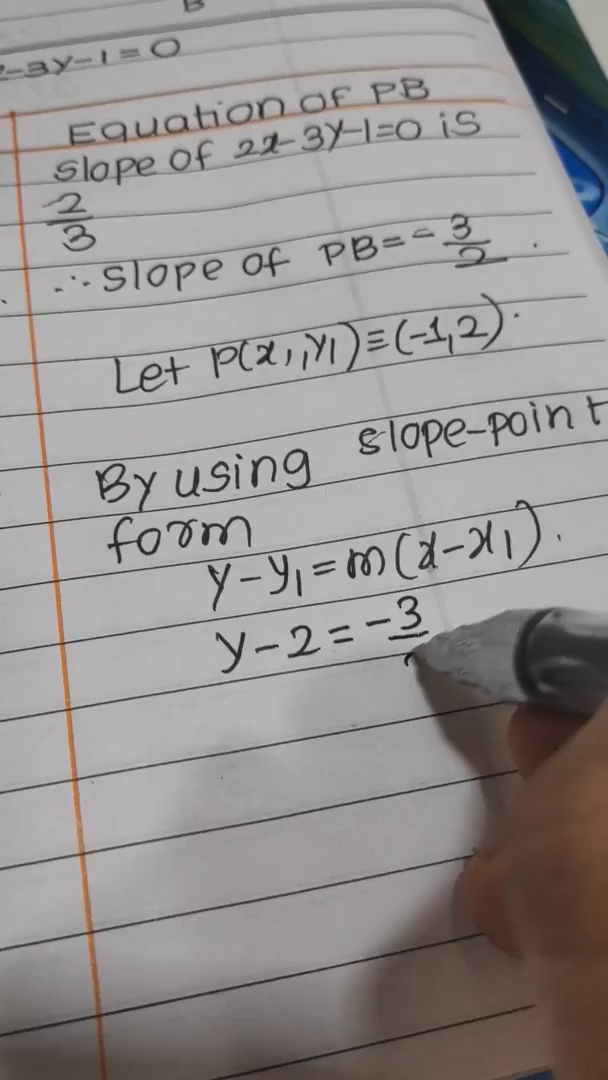 B
-3y-1=0
Equation of PB
slope of 2x-3y-1=0 is
2/3
∴ slope of PB=-3/2.
Let P(x₁,y₁)≡(-1,2).
By using slope-point
form
y-y₁=m(x-x₁).
y-2=-3/